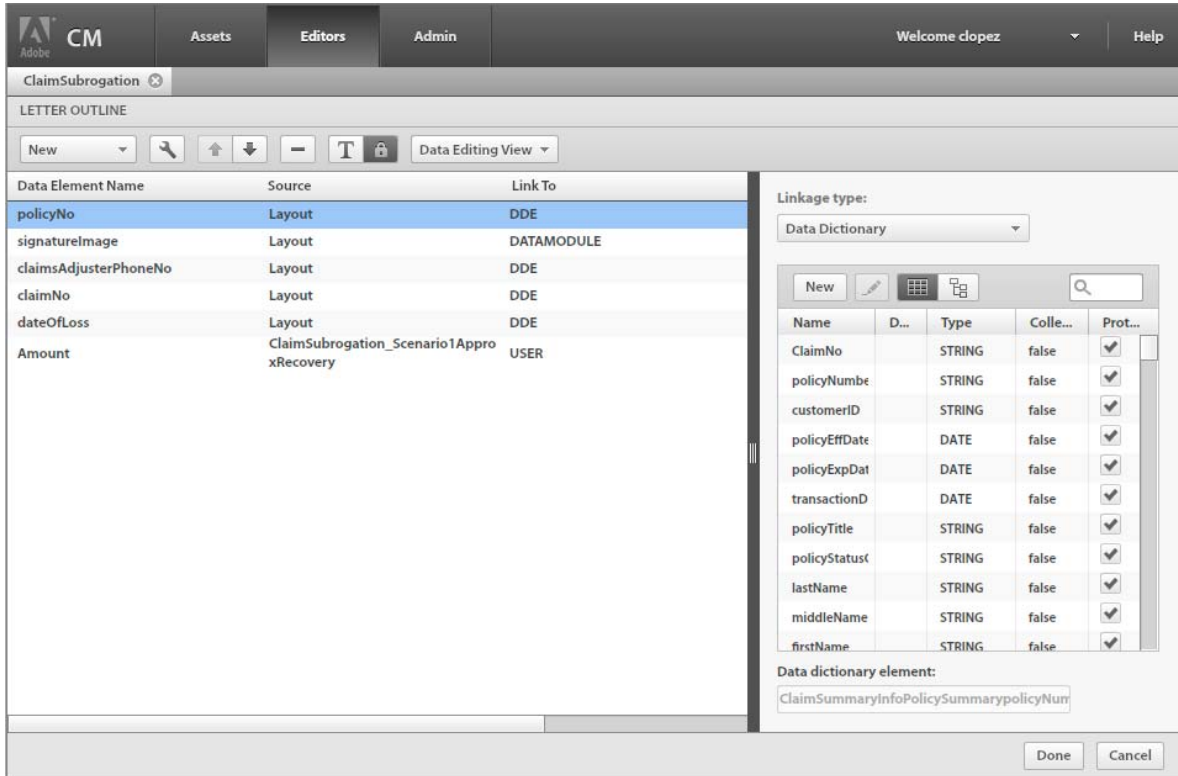 Adobe
CM
Assets
Editors
Admin
Welcome clopez
Help
ClaimSubrogation
LETTER OUTLINE
New
T
Data Editing View
Data Element Name Source Link To
policyNo Layout DDE
signatureImage Layout DATAMODULE
claimsAdjusterPhoneNo Layout DDE
claimNo Layout DDE
dateOfLoss Layout DDE
Amount ClaimSubrogation_Scenario1Appro
xRecovery USER
Linkage type:
Data Dictionary
New
Name D... Type Colle... Prot...
ClaimNo STRING false
policyNumbe STRING false
customerID STRING false
policyEffDate DATE false
policyExpDat DATE false
transactionD DATE false
policyTitle STRING false
policyStatusC STRING false
lastName STRING false
middleName STRING false
firstName STRING false
Data dictionary element:
ClaimSummaryInfoPolicySummarypolicyNum
Done Cancel